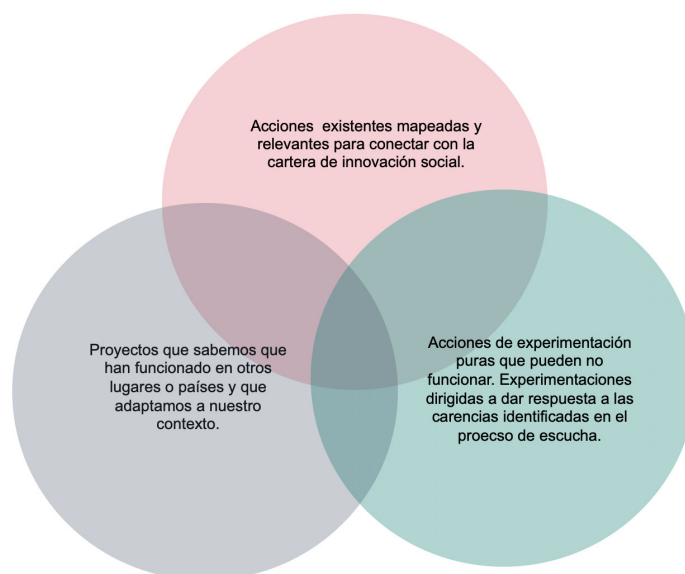 Acciones existentes mapeadas y
relevantes para conectar con la
cartera de innovación social.
Proyectos que sabemos que
han funcionado en otros
lugares o países y que
adaptamos a nuestro
contexto.
Acciones de experimentación
puras que pueden no
funcionar. Experimentaciones
dirigidas a dar respuesta a las
carencias identificadas en el
proecso de escucha.